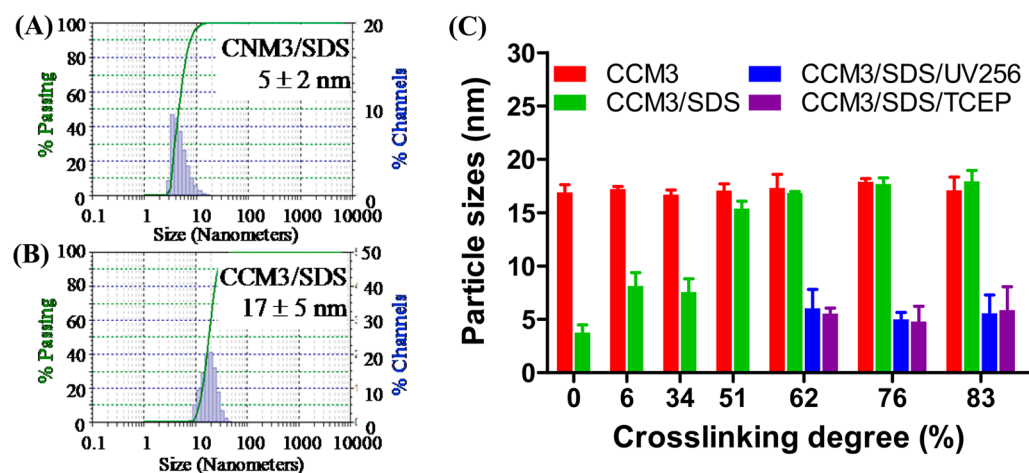 (A)
100
80
60
40
20
0
% Passing
CNM3/SDS
5 ± 2 nm
20
10
0
% Channels
0.1 1 10 100 1000 10000
Size (Nanometers)
(B)
100
80
60
40
20
0
% Passing
CCM3/SDS
17 ± 5 nm
50
40
30
20
10
0
% Channels
0.1 1 10 100 1000 10000
Size (Nanometers)
(C)
CCM3 CCM3/SDS/UV256
CCM3/SDS CCM3/SDS/TCEP
30
25
20
15
10
5
0
Particle sizes (nm)
0 6 34 51 62 76 83
Crosslinking degree (%)